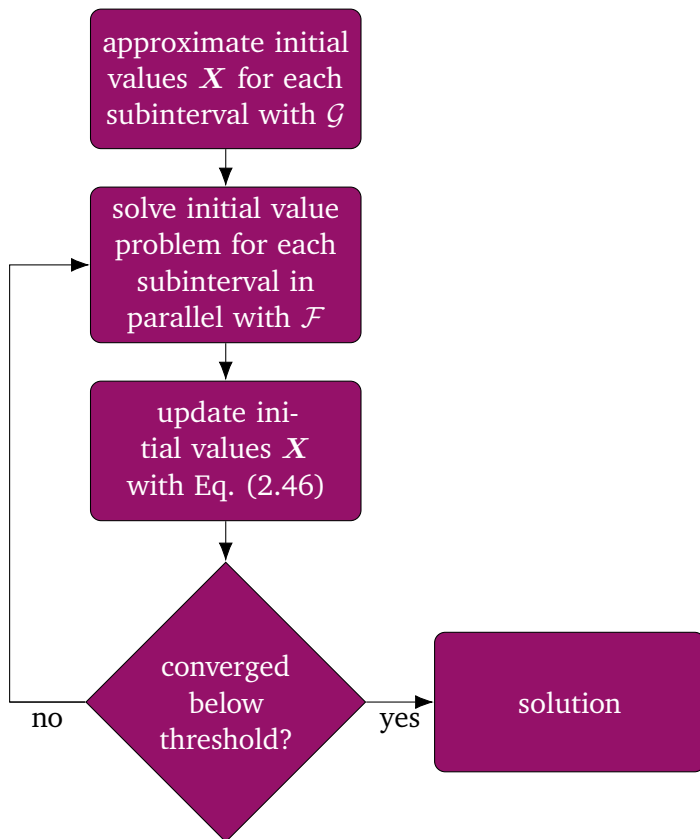 approximate initial
values X for each
subinterval with 𝒢
solve initial value
problem for each
subinterval in
parallel with ℱ
update ini-
tial values X
with Eq. (2.46)
converged
below
threshold?
no
yes
solution